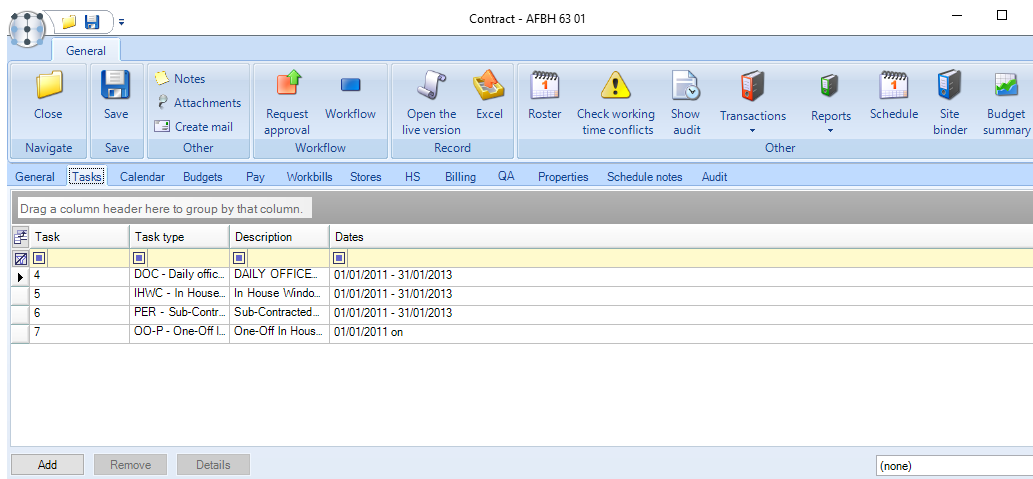 Contract - AFBH 63 01
General
Close
Save
Notes
Attachments
Create mail
Request approval
Workflow
Open the live version
Excel
Roster
Check working time conflicts
Show audit
Transactions
Reports
Schedule
Site binder
Budget summary
Navigate
Save
Other
Workflow
Record
Other
General Tasks Calendar Budgets Pay Workbills Stores HS Billing QA Properties Schedule notes Audit
Drag a column header here to group by that column.
Task Task type Description Dates
4 DOC - Daily offic... DAILY OFFICE... 01/01/2011 - 31/01/2013
5 IHWC - In House... In House Windo... 01/01/2011 - 31/01/2013
6 PER - Sub-Contr... Sub-Contracted... 01/01/2011 - 31/01/2013
7 OO-P - One-Off I... One-Off In Hous... 01/01/2011 on
Add Remove Details (none)